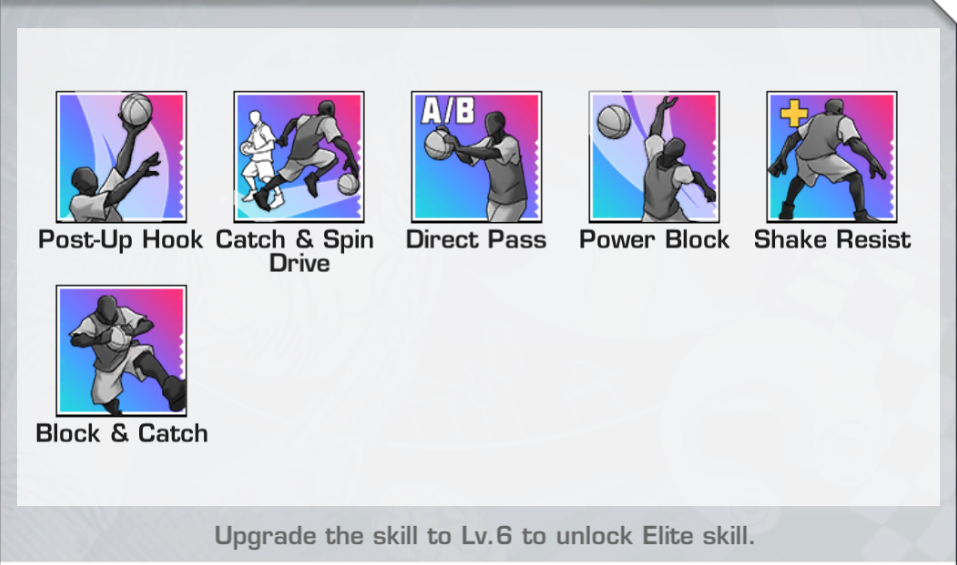 A/B
Post-Up Hook
Catch & Spin
Drive
Direct Pass
Power Block
Shake Resist
Block & Catch
Upgrade the skill to Lv.6 to unlock Elite skill.